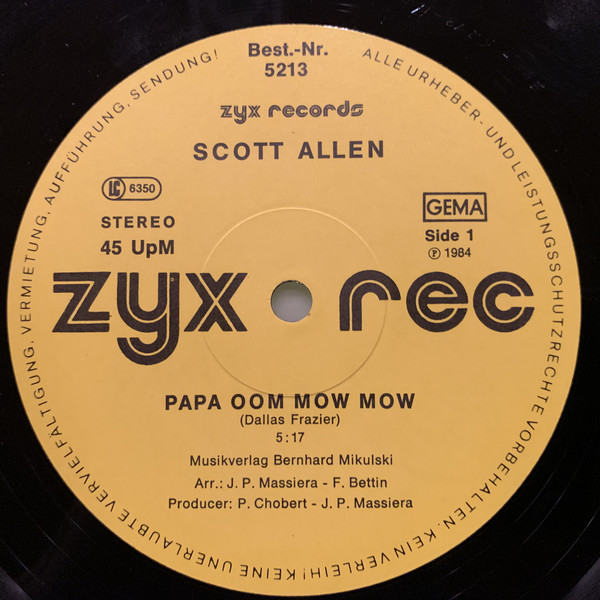 Best.-Nr.
5213
zyx records
SCOTT ALLEN
LC 6350
STEREO
45 UpM
GEMA
Side 1
Ⓟ 1984
zyx rec
PAPA OOM MOW MOW
(Dallas Frazier)
5:17
Musikverlag Bernhard Mikulski
Arr.: J. P. Massiera - F. Bettin
Producer: P. Chobert - J. P. Massiera
ALLE URHEBER- UND LEISTUNGSSCHUTZRECHTE VORBEHALTEN. KEIN VERLEIH! KEINE UNERLAUBTE VERVIELFÄLTIGUNG, VERMIETUNG, AUFFÜHRUNG, SENDUNG!